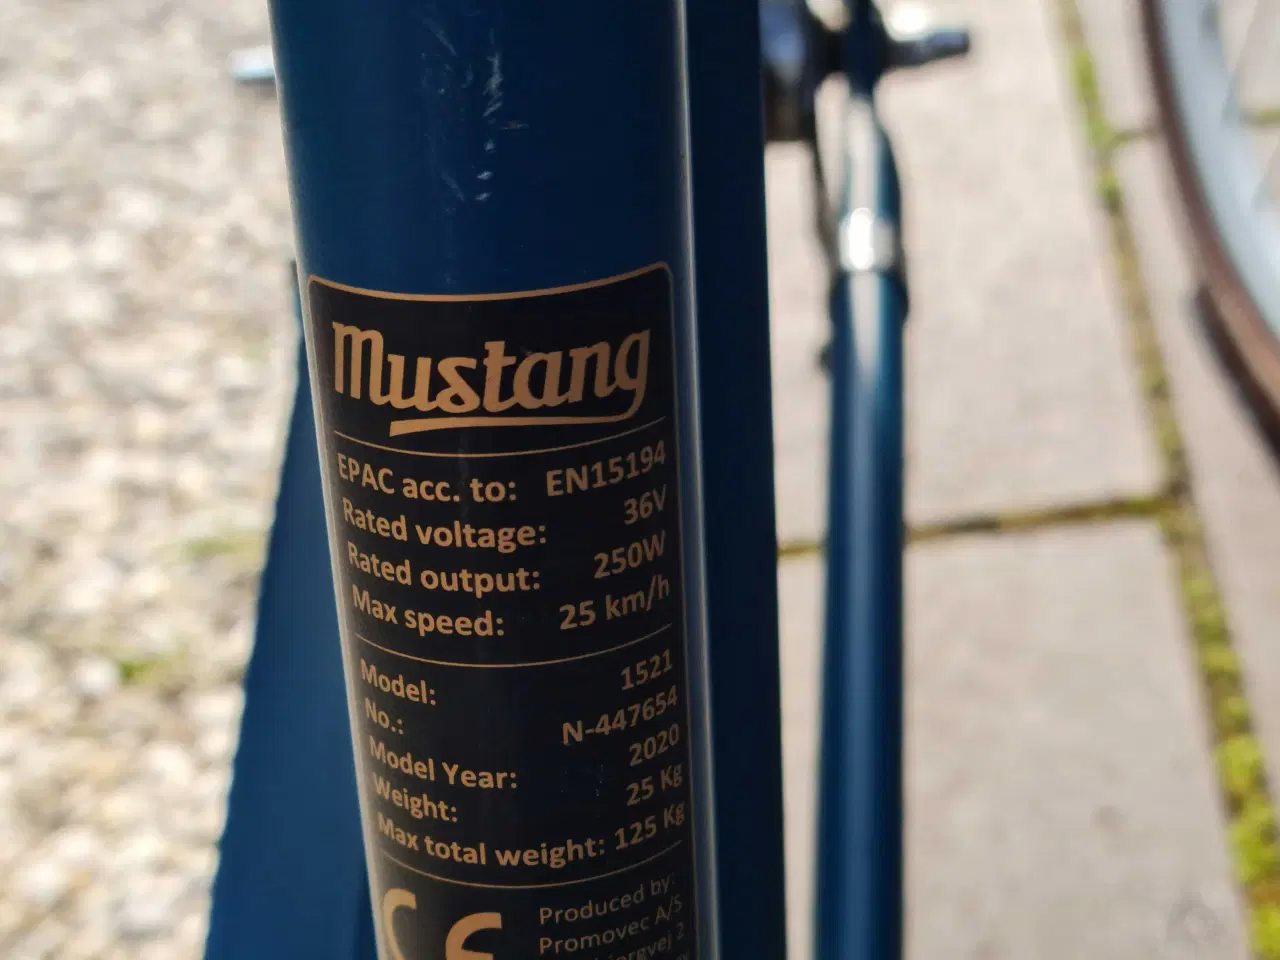 Mustang
EPAC acc. to: EN15194
Rated voltage: 36V
Rated output: 250W
Max speed: 25 km/h
Model: 1521
No.: N-447654
Model Year: 2020
Weight: 25 Kg
Max total weight: 125 Kg
CE
Produced by:
Promovec A/S
2